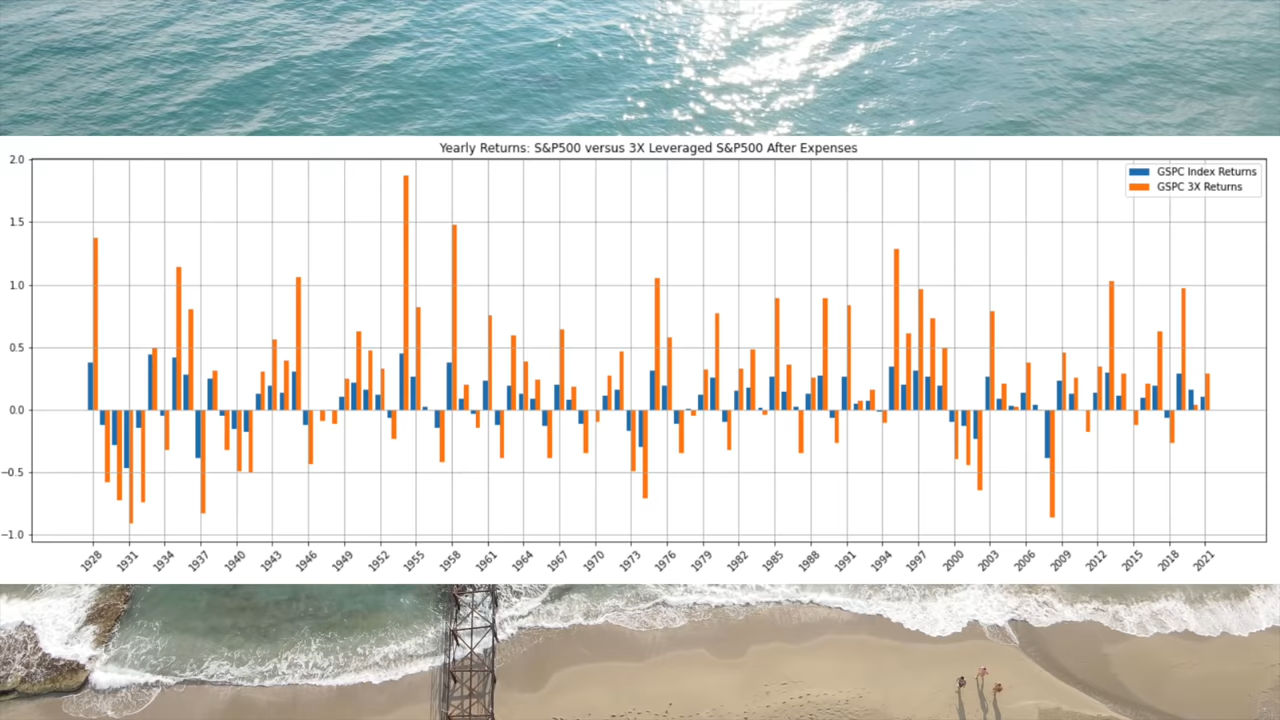 Yearly Returns: S&P500 versus 3X Leveraged S&P500 After Expenses
GSPC Index Returns
GSPC 3X Returns
2.0
1.5
1.0
0.5
0.0
−0.5
−1.0
1928 1931 1934 1937 1940 1943 1946 1949 1952 1955 1958 1961 1964 1967 1970 1973 1976 1979 1982 1985 1988 1991 1994 1997 2000 2003 2006 2009 2012 2015 2018 2021